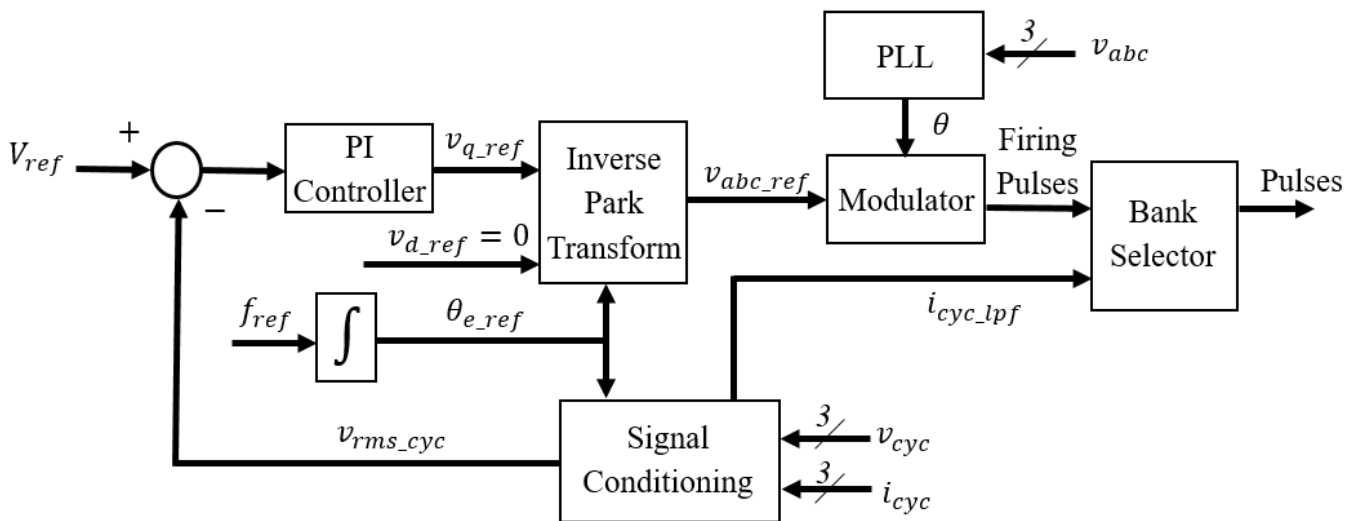 3
PLL
v_abc
θ
+
V_ref
−
PI
Controller
v_q_ref
Inverse
Park
Transform
v_d_ref = 0
v_abc_ref
Modulator
Firing
Pulses
Bank
Selector
Pulses
f_ref
∫
θ_e_ref
i_cyc_lpf
v_rms_cyc
Signal
Conditioning
3
v_cyc
3
i_cyc